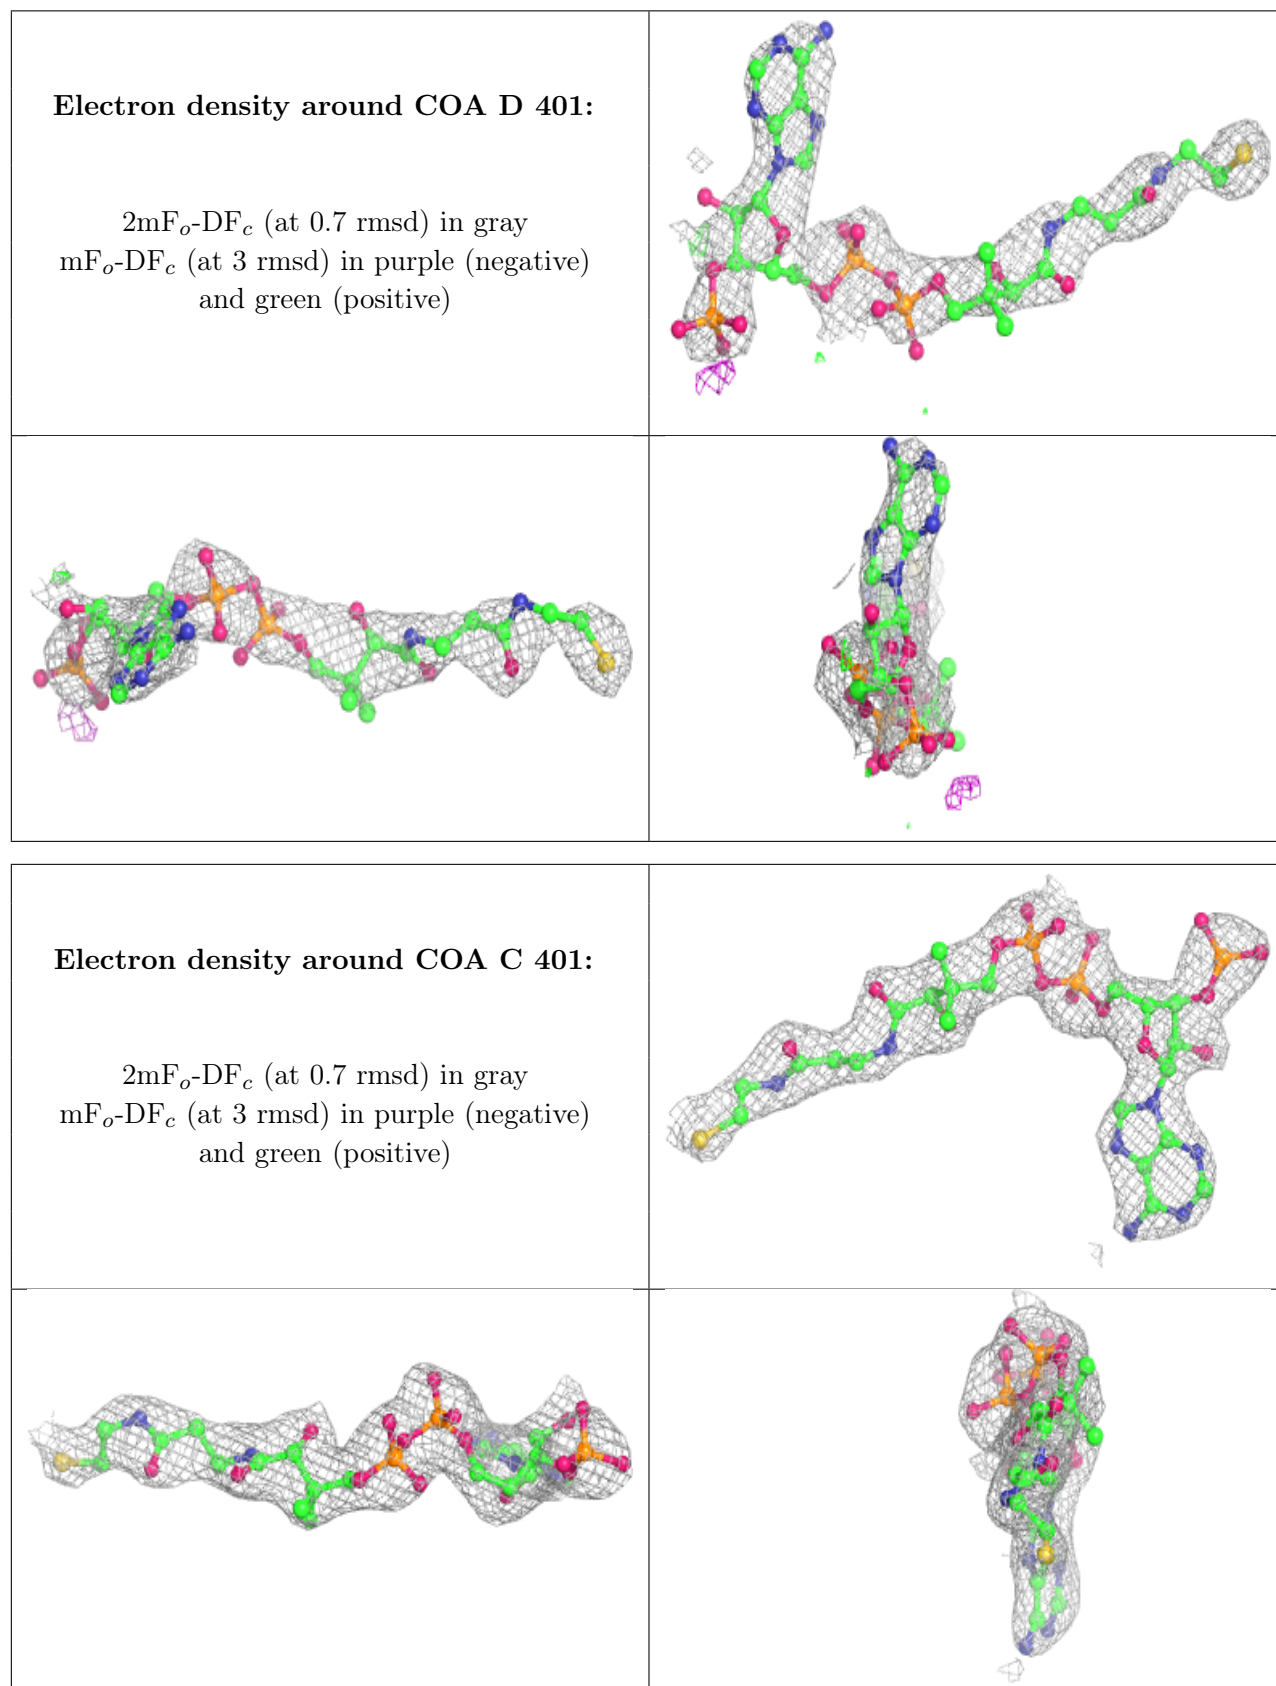 Electron density around COA D 401:
2mFo-DFc (at 0.7 rmsd) in gray
mFo-DFc (at 3 rmsd) in purple (negative)
and green (positive)
Electron density around COA C 401:
2mFo-DFc (at 0.7 rmsd) in gray
mFo-DFc (at 3 rmsd) in purple (negative)
and green (positive)